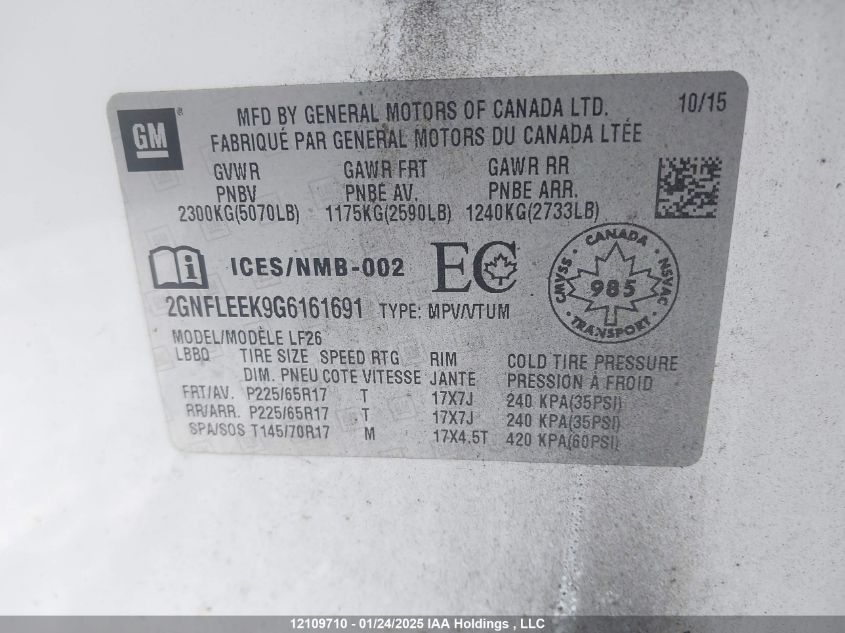 GM
MFD BY GENERAL MOTORS OF CANADA LTD. 10/15
FABRIQUÉ PAR GENERAL MOTORS DU CANADA LTÉE
GVWR GAWR FRT GAWR RR
PNBV PNBE AV. PNBE ARR.
2300KG(5070LB) 1175KG(2590LB) 1240KG(2733LB)
i ICES/NMB-002 EC
CANADA
CMVSS 985 NSVAC
TRANSPORT
2GNFLEEK9G6161691 TYPE: MPV/VTUM
MODEL/MODÈLE LF26
LBBQ TIRE SIZE SPEED RTG RIM COLD TIRE PRESSURE
DIM. PNEU COTE VITESSE JANTE PRESSION À FROID
FRT/AV. P225/65R17 T 17X7J 240 KPA(35PSI)
RR/ARR. P225/65R17 T 17X7J 240 KPA(35PSI)
SPA/SOS T145/70R17 M 17X4.5T 420 KPA(60PSI)
12109710 - 01/24/2025 IAA Holdings , LLC